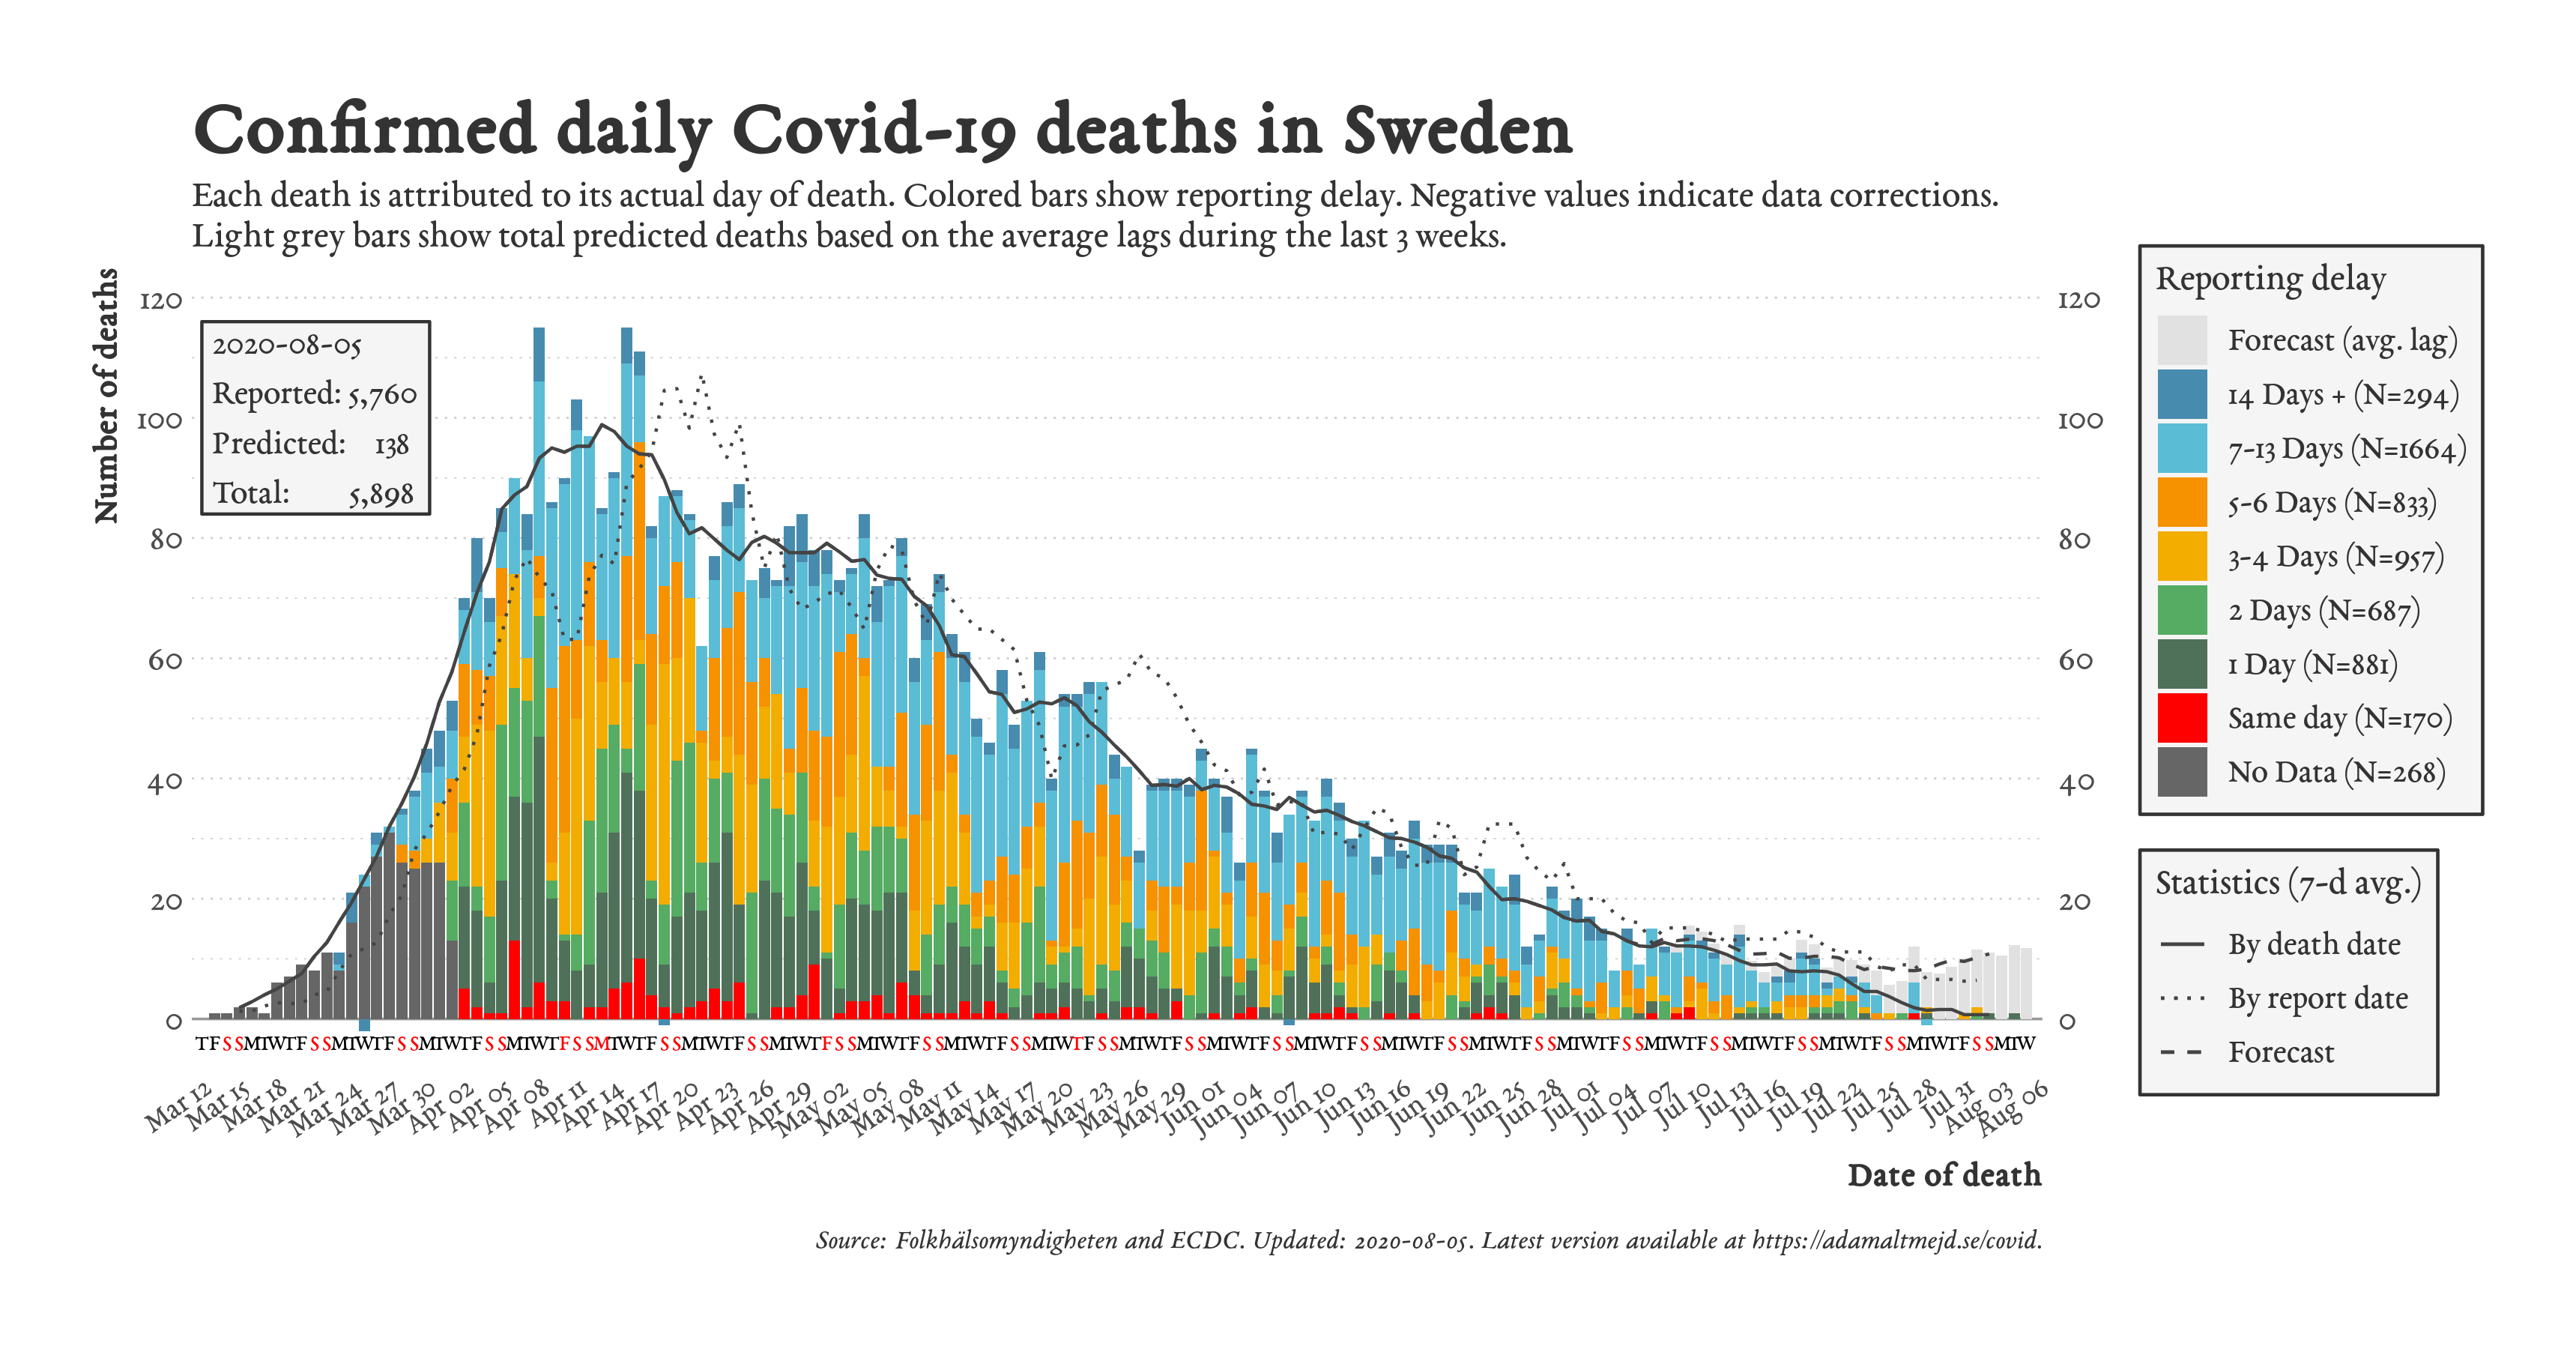 Confirmed daily Covid-19 deaths in Sweden
Each death is attributed to its actual day of death. Colored bars show reporting delay. Negative values indicate data corrections.
Light grey bars show total predicted deaths based on the average lags during the last 3 weeks.
Number of deaths
120
100
80
60
40
20
0
2020-08-05
Reported: 5,760
Predicted: 138
Total: 5,898
120
100
80
60
40
20
0
TFSSMTWTFSSMTWTFSSMTWTFSSMTWTFSSMTWTFSSMTWTFSSMTWTFSSMTWTFSSMTWTFSSMTWTFSSMTWTFSSMTWTFSSMTWTFSSMTWTFSSMTWTFSSMTWTFSSMTWTFSSMTWTFSSMTWTFSSMTWTFSSMTW
Mar 12
Mar 15
Mar 18
Mar 21
Mar 24
Mar 27
Mar 30
Apr 02
Apr 05
Apr 08
Apr 11
Apr 14
Apr 17
Apr 20
Apr 23
Apr 26
Apr 29
May 02
May 05
May 08
May 11
May 14
May 17
May 20
May 23
May 26
May 29
Jun 01
Jun 04
Jun 07
Jun 10
Jun 13
Jun 16
Jun 19
Jun 22
Jun 25
Jun 28
Jul 01
Jul 04
Jul 07
Jul 10
Jul 13
Jul 16
Jul 19
Jul 22
Jul 25
Jul 28
Jul 31
Aug 03
Aug 06
Date of death
Reporting delay
Forecast (avg. lag)
14 Days + (N=294)
7-13 Days (N=1664)
5-6 Days (N=833)
3-4 Days (N=957)
2 Days (N=687)
1 Day (N=881)
Same day (N=170)
No Data (N=268)
Statistics (7-d avg.)
By death date
By report date
Forecast
Source: Folkhälsomyndigheten and ECDC. Updated: 2020-08-05. Latest version available at https://adamaltmejd.se/covid.